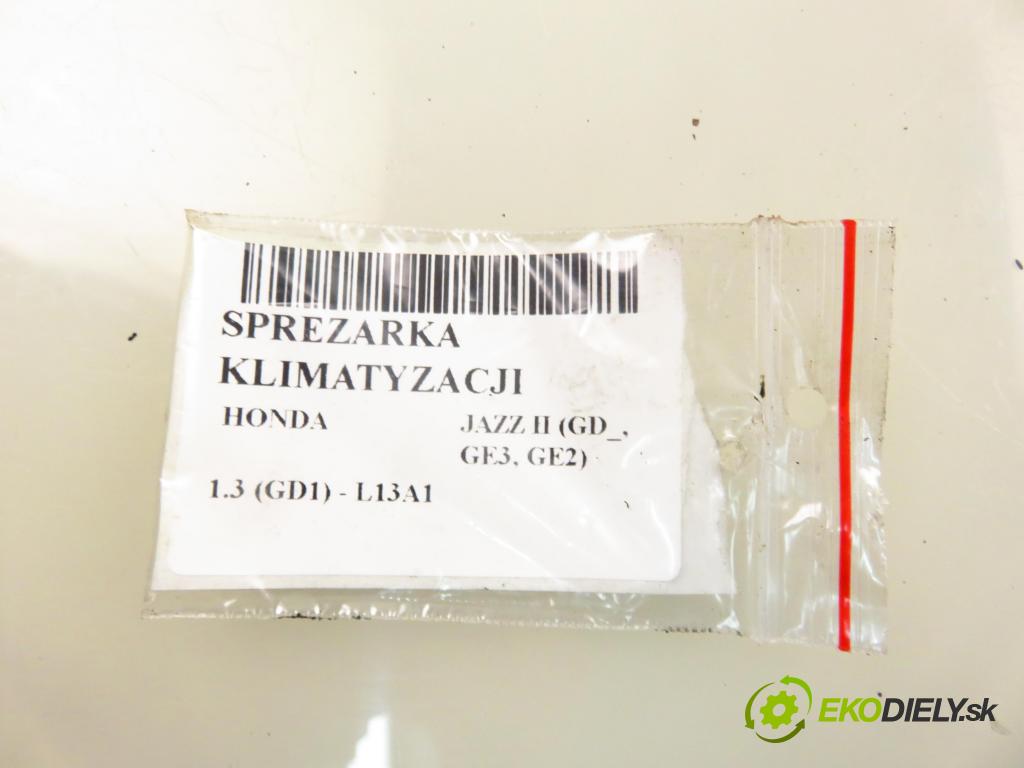 SPREZARKA
KLIMATYZACJI
HONDA JAZZ II (GD_,
GE3, GE2)
1.3 (GD1) - L13A1
EKODIELY.sk